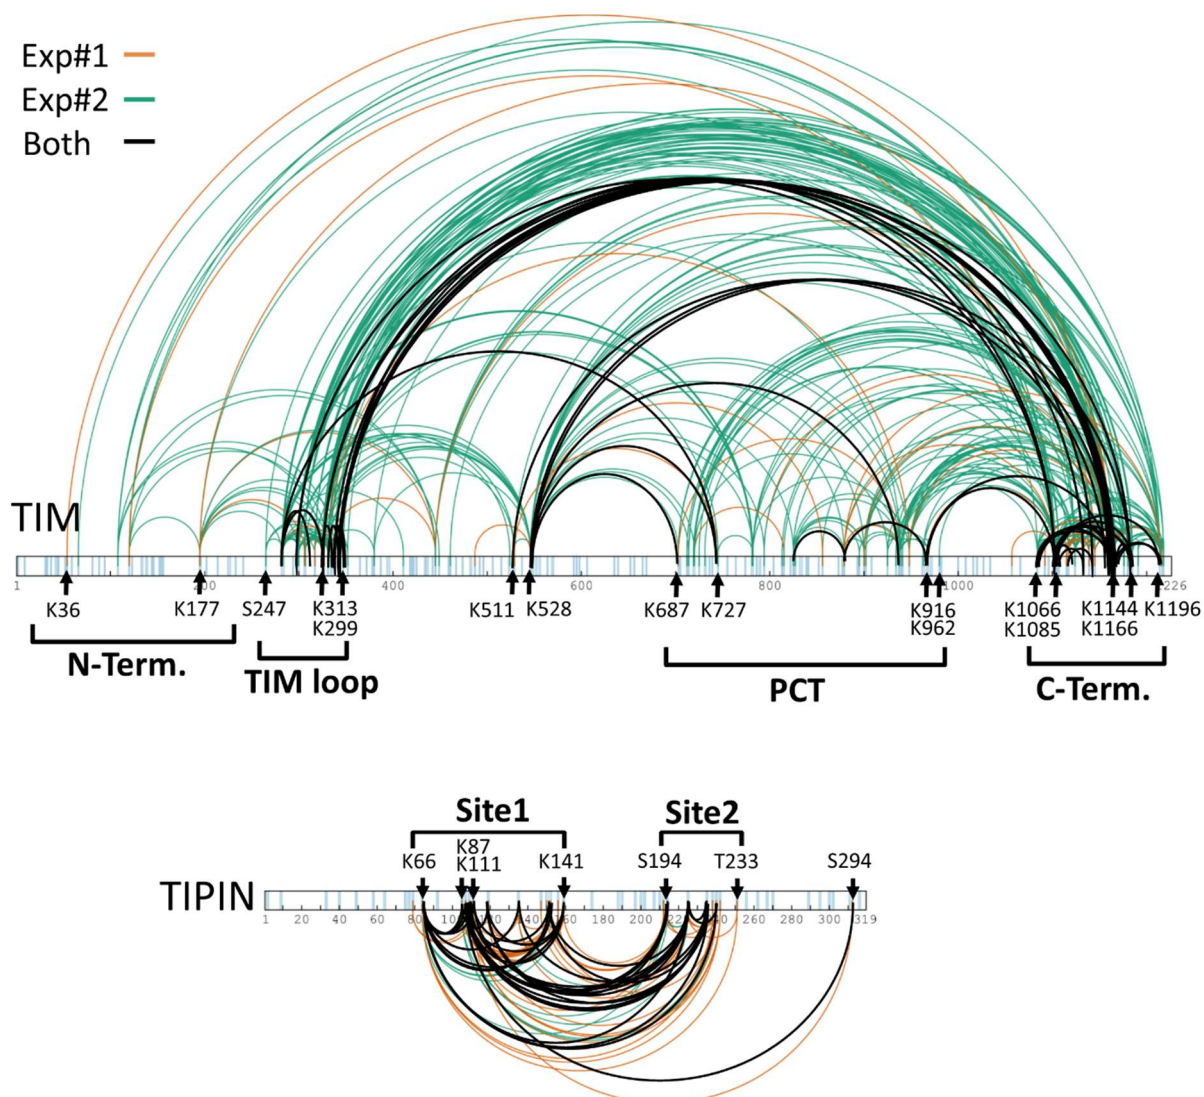 Exp#1
Exp#2
Both
TIM
1 400 600 800 1000 226
K36 K177 S247 K313 K511 K528 K687 K727 K916 K1066 K1144 K1196
K299 K962 K1085 K1166
N-Term. TIM loop PCT C-Term.
Site1 Site2
K87
K66 K111 K141 S194 T233 S294
TIPIN
1 20 40 60 80 160 180 200 260 280 300 319